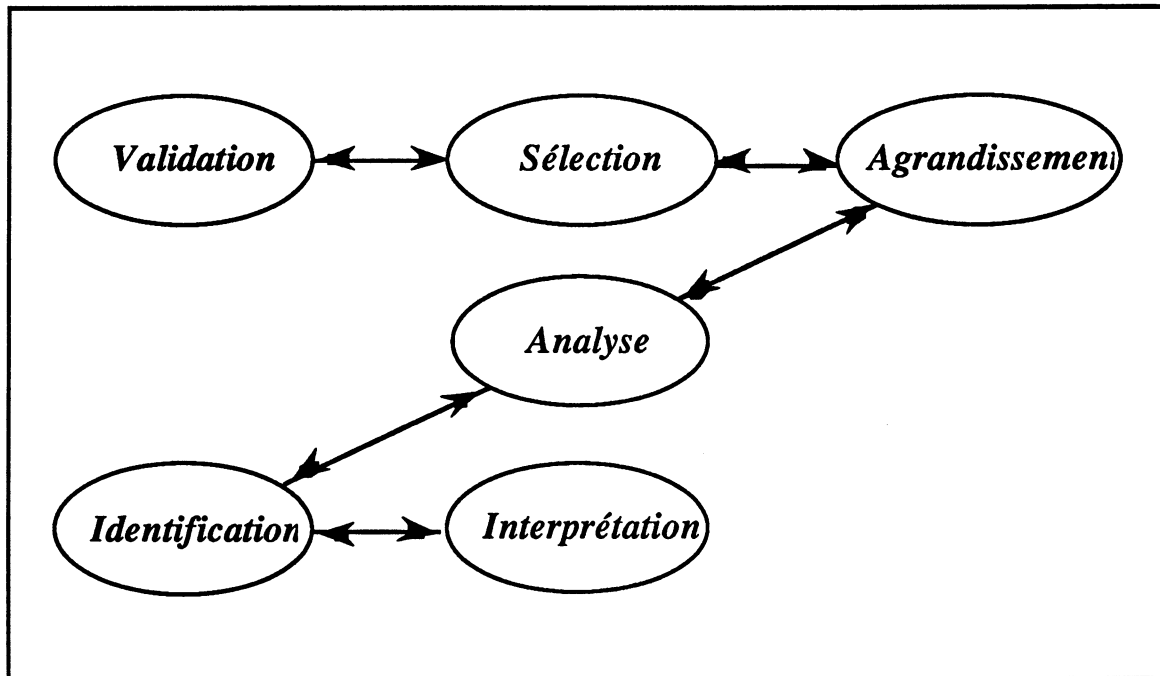 Validation
Sélection
Agrandissement
Analyse
Identification
Interprétation